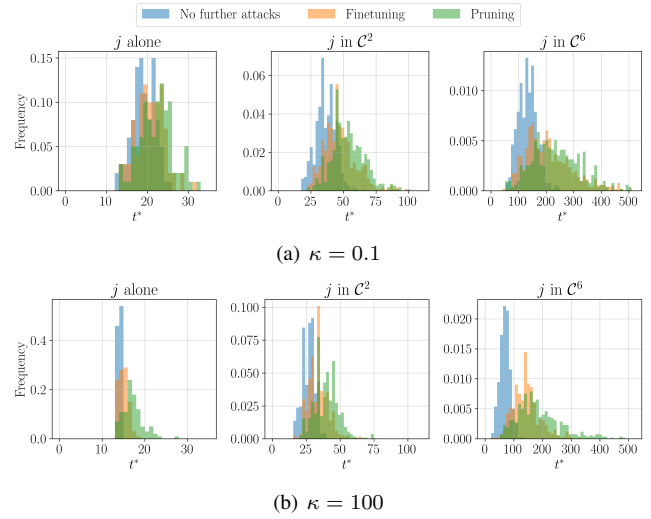 No further attacks Finetuning Pruning
j alone j in 𝒞² j in 𝒞⁶
Frequency
0.15
0.10
0.05
0.00
0 10 20 30
t*
0.06
0.04
0.02
0.00
0 25 50 75 100
t*
0.010
0.005
0.000
0 100 200 300 400 500
t*
(a) κ = 0.1
j alone j in 𝒞² j in 𝒞⁶
Frequency
0.4
0.2
0.0
0 10 20 30
t*
0.100
0.075
0.050
0.025
0.000
0 25 50 75 100
t*
0.020
0.015
0.010
0.005
0.000
0 100 200 300 400 500
t*
(b) κ = 100